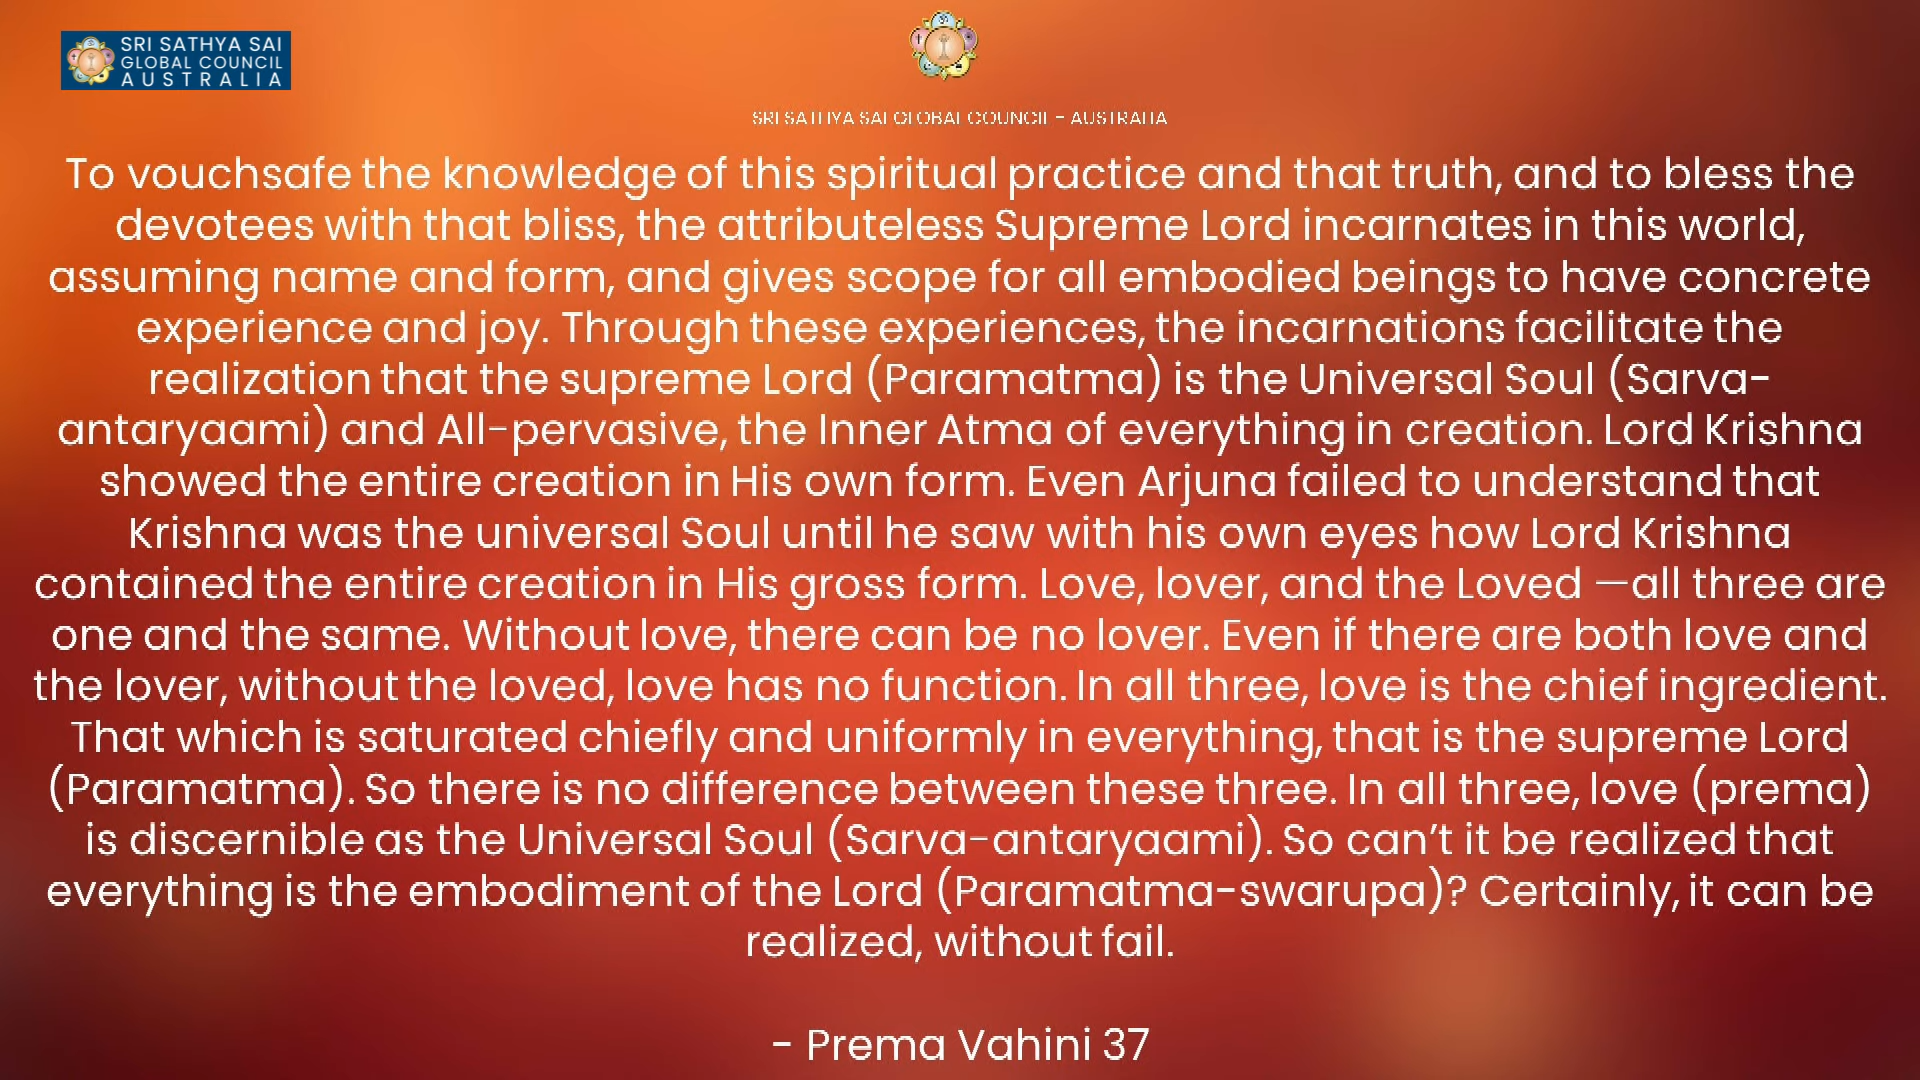 SRI SATHYA SAI
GLOBAL COUNCIL
AUSTRALIA
SRI SATHYA SAI GLOBAL COUNCIL - AUSTRALIA
To vouchsafe the knowledge of this spiritual practice and that truth, and to bless the
devotees with that bliss, the attributeless Supreme Lord incarnates in this world,
assuming name and form, and gives scope for all embodied beings to have concrete
experience and joy. Through these experiences, the incarnations facilitate the
realization that the supreme Lord (Paramatma) is the Universal Soul (Sarva-
antaryaami) and All-pervasive, the Inner Atma of everything in creation. Lord Krishna
showed the entire creation in His own form. Even Arjuna failed to understand that
Krishna was the universal Soul until he saw with his own eyes how Lord Krishna
contained the entire creation in His gross form. Love, lover, and the Loved —all three are
one and the same. Without love, there can be no lover. Even if there are both love and
the lover, without the loved, love has no function. In all three, love is the chief ingredient.
That which is saturated chiefly and uniformly in everything, that is the supreme Lord
(Paramatma). So there is no difference between these three. In all three, love (prema)
is discernible as the Universal Soul (Sarva-antaryaami). So can’t it be realized that
everything is the embodiment of the Lord (Paramatma-swarupa)? Certainly, it can be
realized, without fail.
- Prema Vahini 37